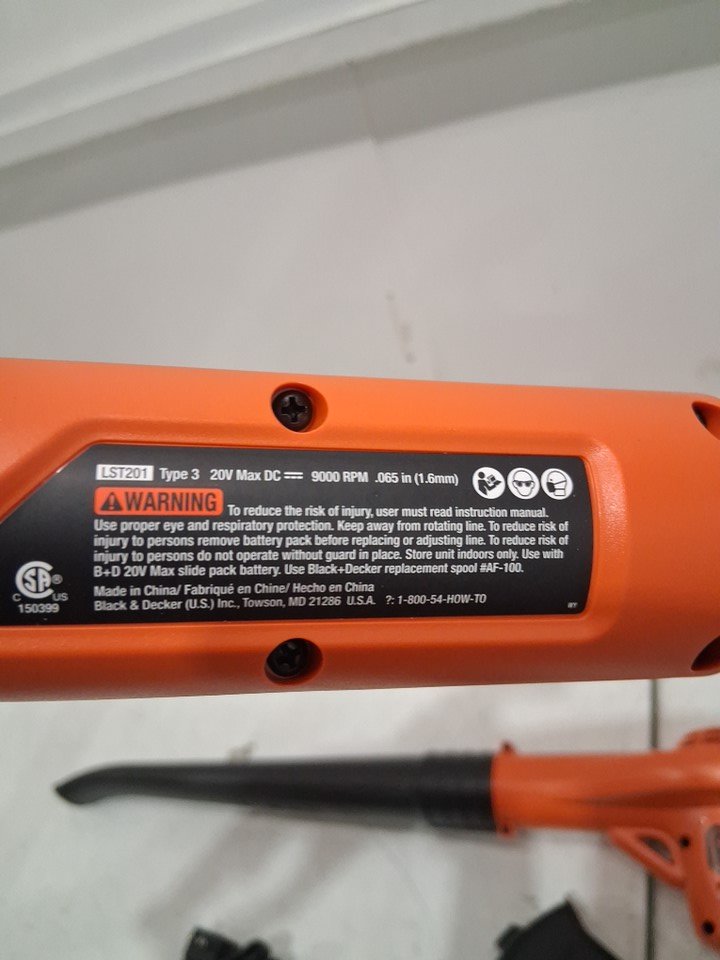 LST201 Type 3 20V Max DC 9000 RPM .065 in (1.6mm)
WARNING To reduce the risk of injury, user must read instruction manual.
Use proper eye and respiratory protection. Keep away from rotating line. To reduce risk of
injury to persons remove battery pack before replacing or adjusting line. To reduce risk of
injury to persons do not operate without guard in place. Store unit indoors only. Use with
B+D 20V Max slide pack battery. Use Black+Decker replacement spool #AF-100.
Made in China/ Fabriqué en Chine/ Hecho en China
Black & Decker (U.S.) Inc., Towson, MD 21286 U.S.A. ?: 1-800-54-HOW-TO
SA®
C US
150399